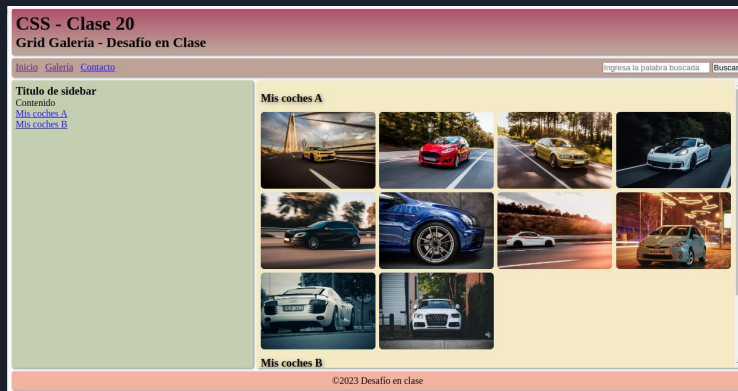 CSS - Clase 20
Grid Galería - Desafío en Clase
Inicio Galería Contacto
Ingresa la palabra buscada Buscar
Titulo de sidebar
Contenido
Mis coches A
Mis coches B
Mis coches A
Mis coches B
©2023 Desafío en clase